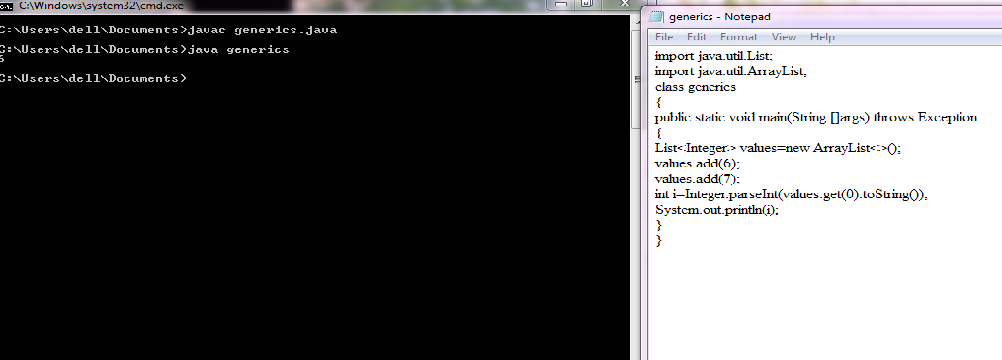 C:\Windows\system32\cmd.exe
C:\Users\dell\Documents>javac generics.java
C:\Users\dell\Documents>java generics
6
C:\Users\dell\Documents>
generics - Notepad
File Edit Format View Help
import java.util.List;
import java.util.ArrayList;
class generics
{
public static void main(String []args) throws Exception
{
List<Integer> values=new ArrayList<>();
values.add(6);
values.add(7);
int i=Integer.parseInt(values.get(0).toString());
System.out.println(i);
}
}